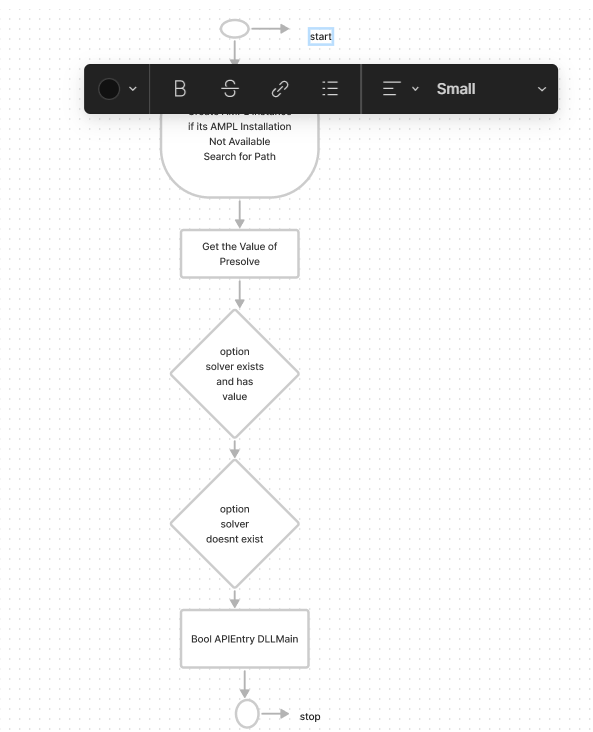 start
B S Small
if its AMPL Installation
Not Available
Search for Path
Get the Value of
Presolve
option
solver exists
and has
value
option
solver
doesnt exist
Bool APIEntry DLLMain
stop